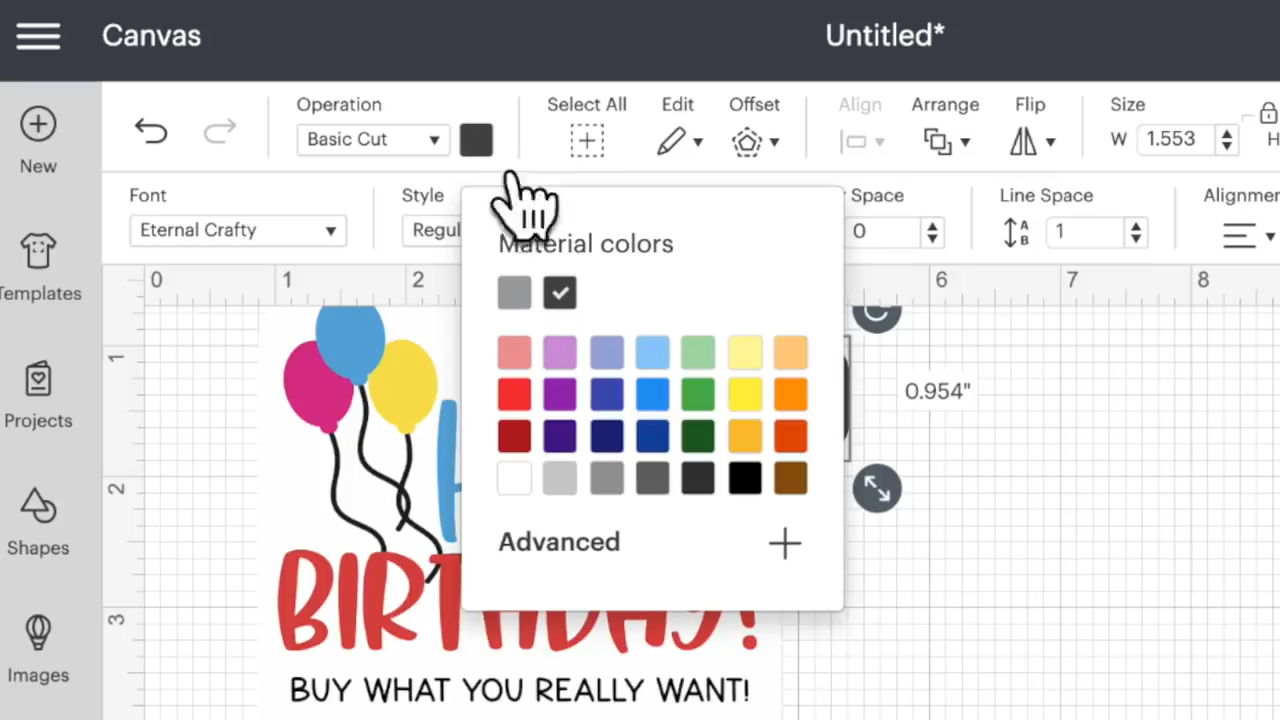 Canvas
Untitled*
New
Templates
Projects
Shapes
Images
Operation
Select All
Edit
Offset
Align
Arrange
Flip
Size
Basic Cut
W
1.553
H
Font
Style
Space
Line Space
Alignmen
Eternal Crafty
Regul
0
A
B
1
0
1
2
6
7
8
1
2
3
Material colors
Advanced
0.954"
H
BIRTHDAY!
BUY WHAT YOU REALLY WANT!